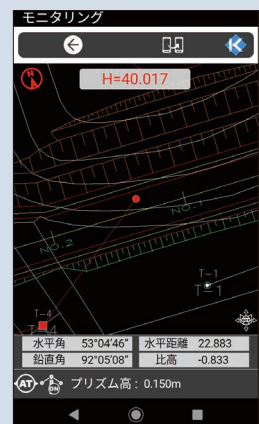 モニタリング
H=40.017
NO.1
NO.2
T-1
T-1
T-4
T-4
水平角 53°04'46" 水平距離 22.883
鉛直角 92°05'08" 比高 -0.833
AT ON プリズム高 : 0.150m